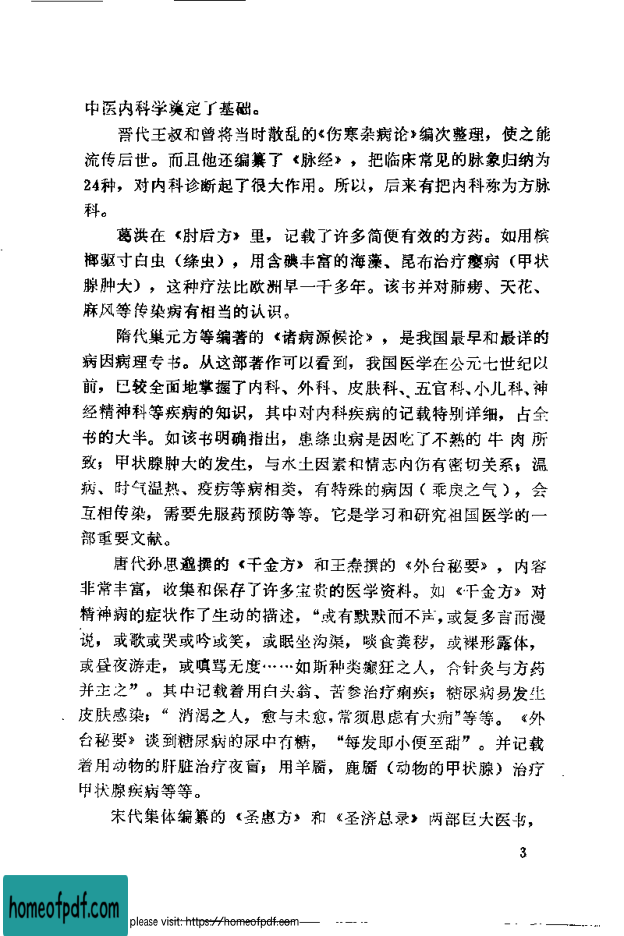 中医内科学奠定了基础。
晋代王叔和曾将当时散乱的《伤寒杂病论》编次整理，使之能
流传后世。而且他还编纂了《脉经》，把临床常见的脉象归纳为
24种，对内科诊断起了很大作用。所以，后来有把内科称为方脉
科。
葛洪在《肘后方》里，记载了许多简便有效的方药。如用槟
榔驱寸白虫（绦虫），用含碘丰富的海藻、昆布治疗瘿病（甲状
腺肿大），这种疗法比欧洲早一千多年。该书并对肺痨、天花、
麻风等传染病有相当的认识。
隋代巢元方等编著的《诸病源候论》，是我国最早和最详的
病因病理专书。从这部著作可以看到，我国医学在公元七世纪以
前，已较全面地掌握了内科、外科、皮肤科、五官科、小儿科、神
经精神科等疾病的知识，其中对内科疾病的记载特别详细，占全
书的大半。如该书明确指出，患绦虫病是因吃了不熟的牛肉所
致；甲状腺肿大的发生，与水土因素和情志内伤有密切关系；温
病、时气温热、疫疠等病相类，有特殊的病因（乖戾之气），会
互相传染，需要先服药预防等等。它是学习和研究祖国医学的一
部重要文献。
唐代孙思邈撰的《千金方》和王焘撰的《外台秘要》，内容
非常丰富，收集和保存了许多宝贵的医学资料。如《千金方》对
精神病的症状作了生动的描述，“或有默默而不声，或复多言而漫
说，或歌或哭或吟或笑，或眠坐沟渠，啖食粪秽，或裸形露体，
或昼夜游走，或嗔骂无度……如斯种类癫狂之人，合针灸与方药
并主之”。其中记载着用白头翁、苦参治疗痢疾；糖尿病易发生
皮肤感染；“消渴之人，愈与未愈，常须思虑有大痈”等等。《外
台秘要》谈到糖尿病的尿中有糖，“每发即小便至甜”。并记载
着用动物的肝脏治疗夜盲；用羊靥，鹿靥（动物的甲状腺）治疗
甲状腺疾病等等。
宋代集体编纂的《圣惠方》和《圣济总录》两部巨大医书，
3
homeofpdf.com
please visit: https://homeofpdf.com